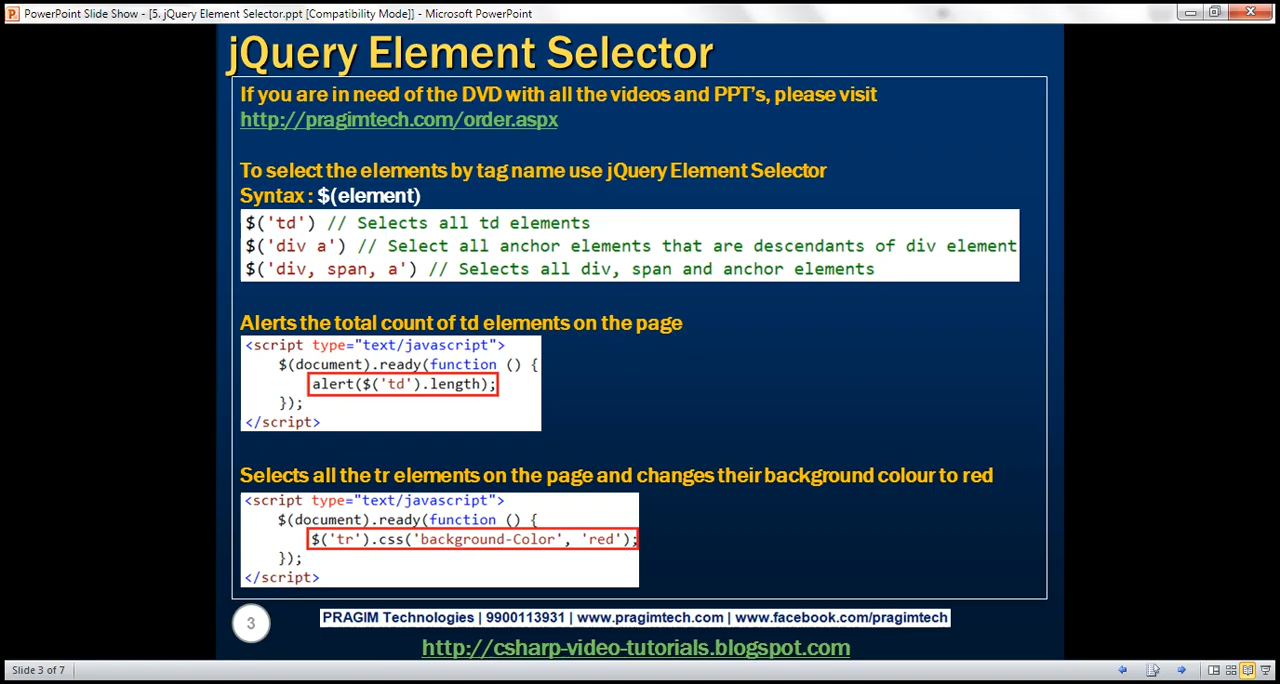 PowerPoint Slide Show - [5. jQuery Element Selector.ppt [Compatibility Mode]] - Microsoft PowerPoint
jQuery Element Selector
If you are in need of the DVD with all the videos and PPT's, please visit
http://pragimtech.com/order.aspx
To select the elements by tag name use jQuery Element Selector
Syntax : $(element)
$('td') // Selects all td elements
$('div a') // Select all anchor elements that are descendants of div element
$('div, span, a') // Selects all div, span and anchor elements
Alerts the total count of td elements on the page
<script type="text/javascript">
$(document).ready(function () {
alert($('td').length);
});
</script>
Selects all the tr elements on the page and changes their background colour to red
<script type="text/javascript">
$(document).ready(function () {
$('tr').css('background-Color', 'red');
});
</script>
3
PRAGIM Technologies | 9900113931 | www.pragimtech.com | www.facebook.com/pragimtech
http://csharp-video-tutorials.blogspot.com
Slide 3 of 7